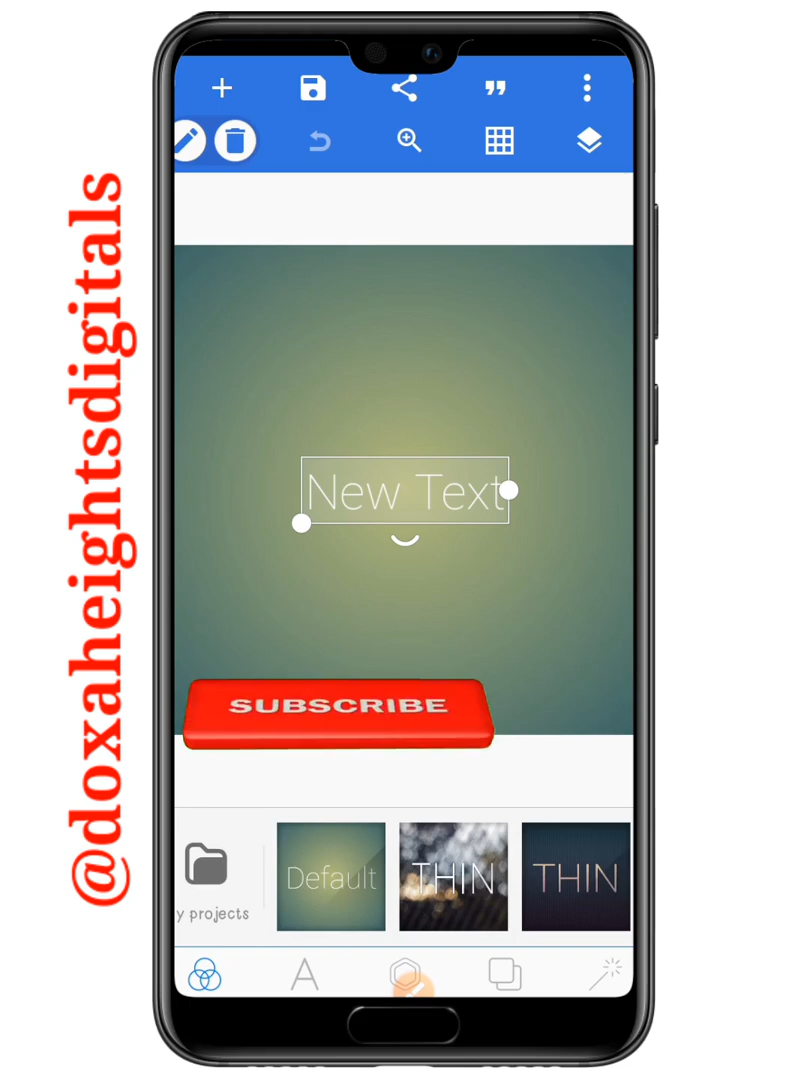 @doxaheightsdigitals
New Text
SUBSCRIBE
y projects
Default
THIN
THIN